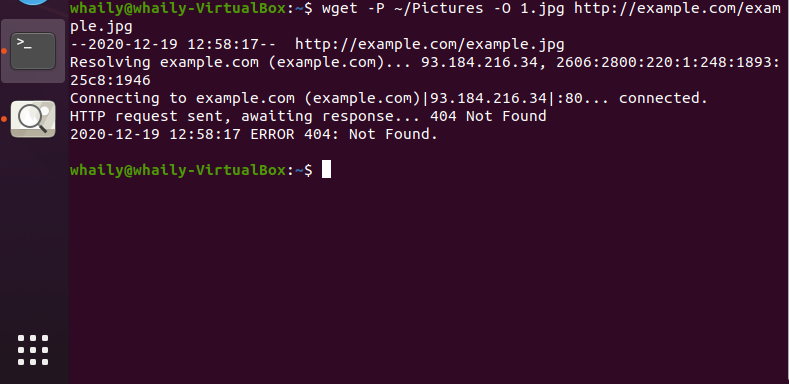 whaily@whaily-VirtualBox:~$ wget -P ~/Pictures -O 1.jpg http://example.com/exam
ple.jpg
--2020-12-19 12:58:17--  http://example.com/example.jpg
Resolving example.com (example.com)... 93.184.216.34, 2606:2800:220:1:248:1893:
25c8:1946
Connecting to example.com (example.com)|93.184.216.34|:80... connected.
HTTP request sent, awaiting response... 404 Not Found
2020-12-19 12:58:17 ERROR 404: Not Found.
whaily@whaily-VirtualBox:~$